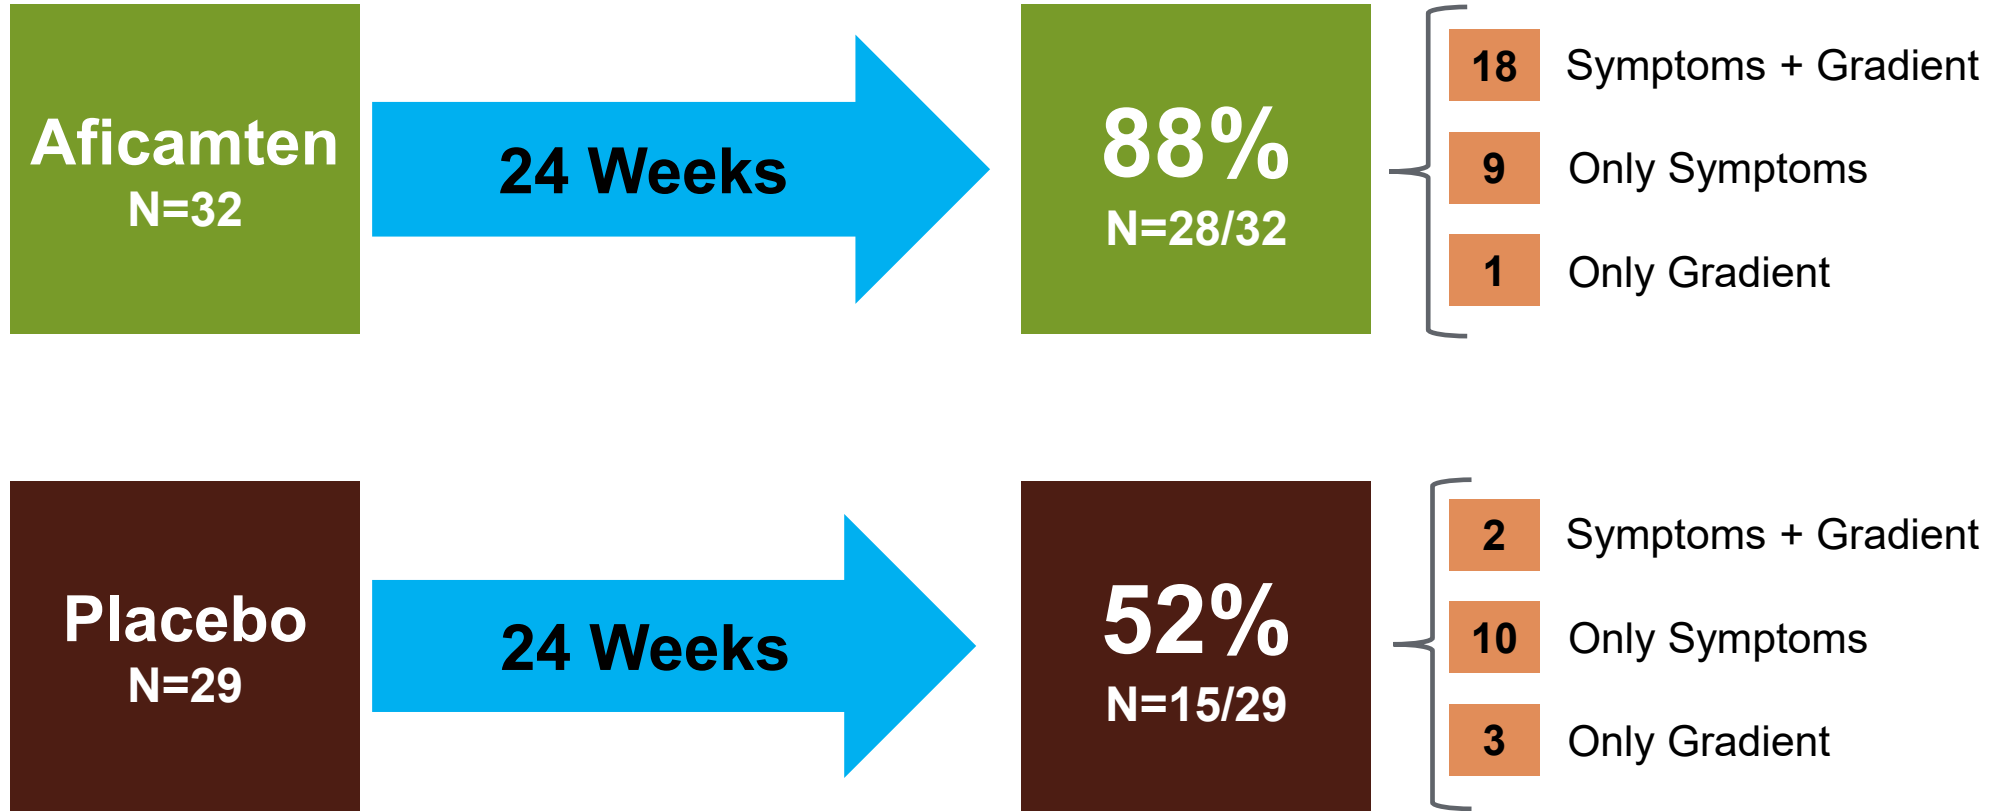 Aficamten
N=32
24 Weeks
88%
N=28/32
18 Symptoms + Gradient
9 Only Symptoms
1 Only Gradient
Placebo
N=29
24 Weeks
52%
N=15/29
2 Symptoms + Gradient
10 Only Symptoms
3 Only Gradient